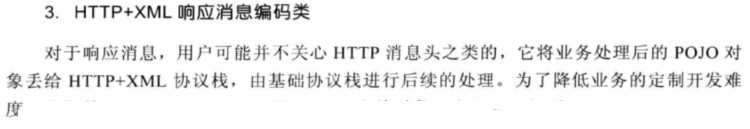 3. HTTP+XML 响应消息编码类
对于响应消息，用户可能并不关心 HTTP 消息头之类的，它将业务处理后的 POJO 对
象丢给 HTTP+XML 协议栈，由基础协议栈进行后续的处理。为了降低业务的定制开发难
度